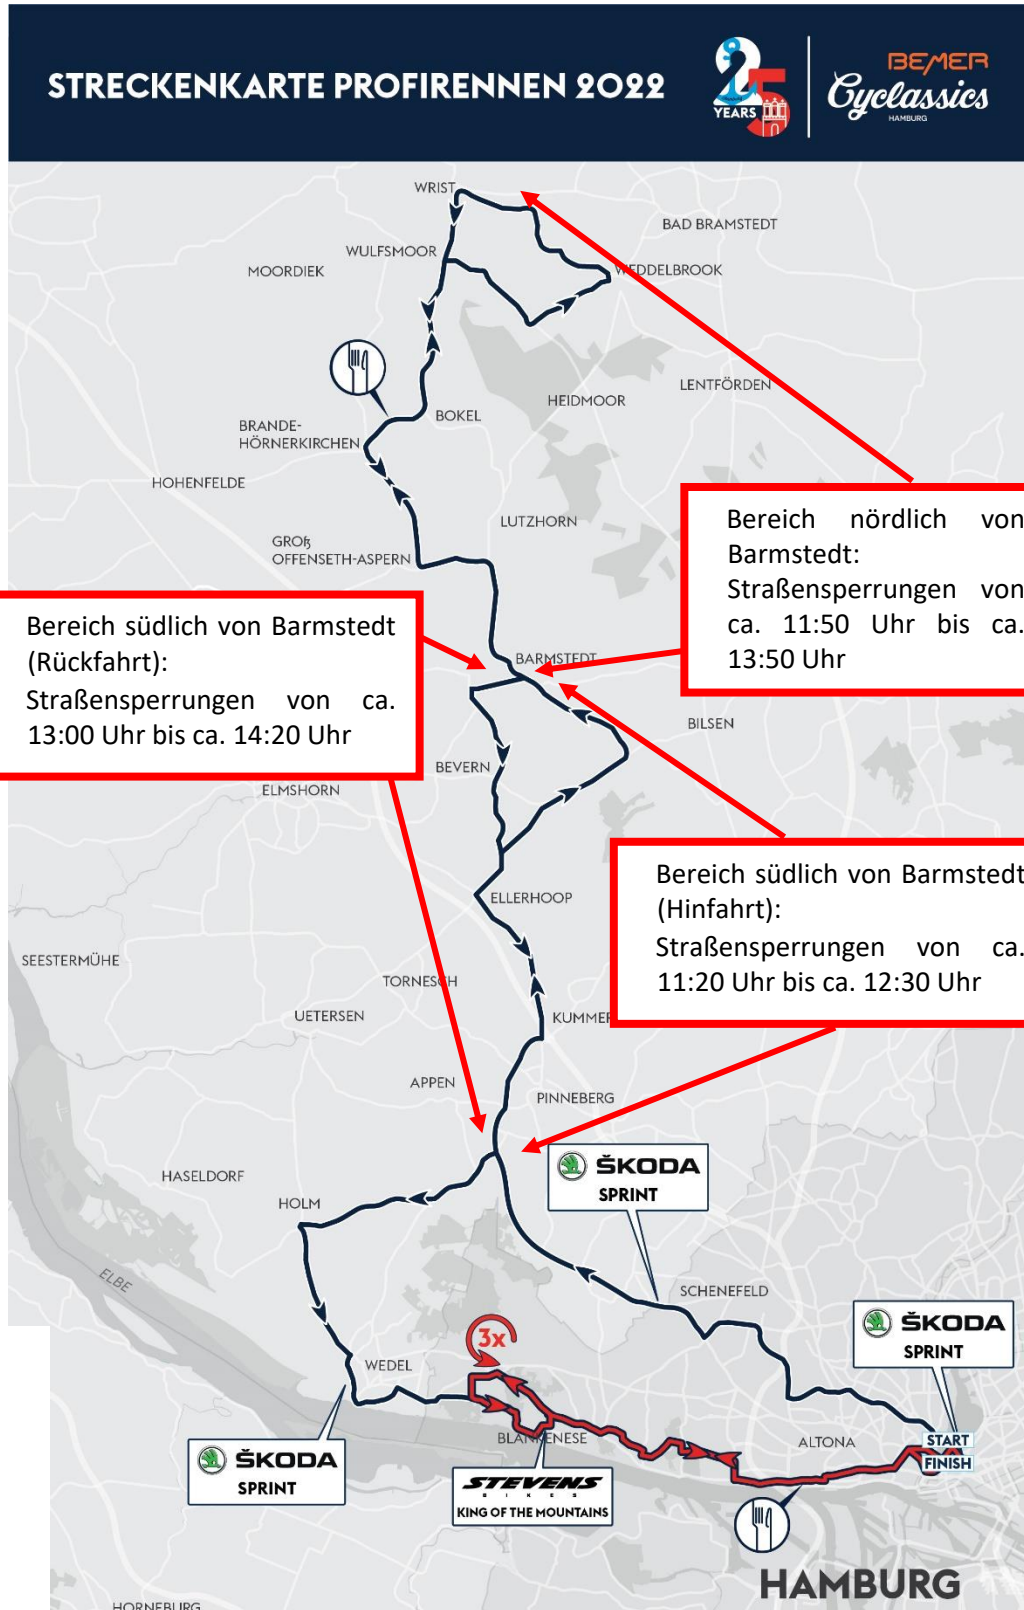 STRECKENKARTE PROFIRENNEN 2022
25
YEARS
BEMER
Cyclassics
HAMBURG
WRIST
BAD BRAMSTEDT
WULFSMOOR
MOORDIEK
WEDDELBROOK
LENTFÖRDEN
HEIDMOOR
BOKEL
BRANDE-
HÖRNERKIRCHEN
HOHENFELDE
LUTZHORN
GROß
OFFENSETH-ASPERN
Bereich nördlich von
Barmstedt:
Straßensperrungen von
ca. 11:50 Uhr bis ca.
13:50 Uhr
Bereich südlich von Barmstedt
(Rückfahrt):
Straßensperrungen von ca.
13:00 Uhr bis ca. 14:20 Uhr
BARMSTEDT
BILSEN
BEVERN
ELMSHORN
Bereich südlich von Barmstedt
(Hinfahrt):
Straßensperrungen von ca.
11:20 Uhr bis ca. 12:30 Uhr
ELLERHOOP
SEESTERMÜHE
TORNESCH
UETERSEN
KUMMER
APPEN
PINNEBERG
ŠKODA
SPRINT
HASELDORF
HOLM
ELBE
SCHENEFELD
ŠKODA
SPRINT
3x
WEDEL
BLANKENESE
ALTONA
START
FINISH
ŠKODA
SPRINT
STEVENS
BIKES
KING OF THE MOUNTAINS
HAMBURG
HORNEBURG